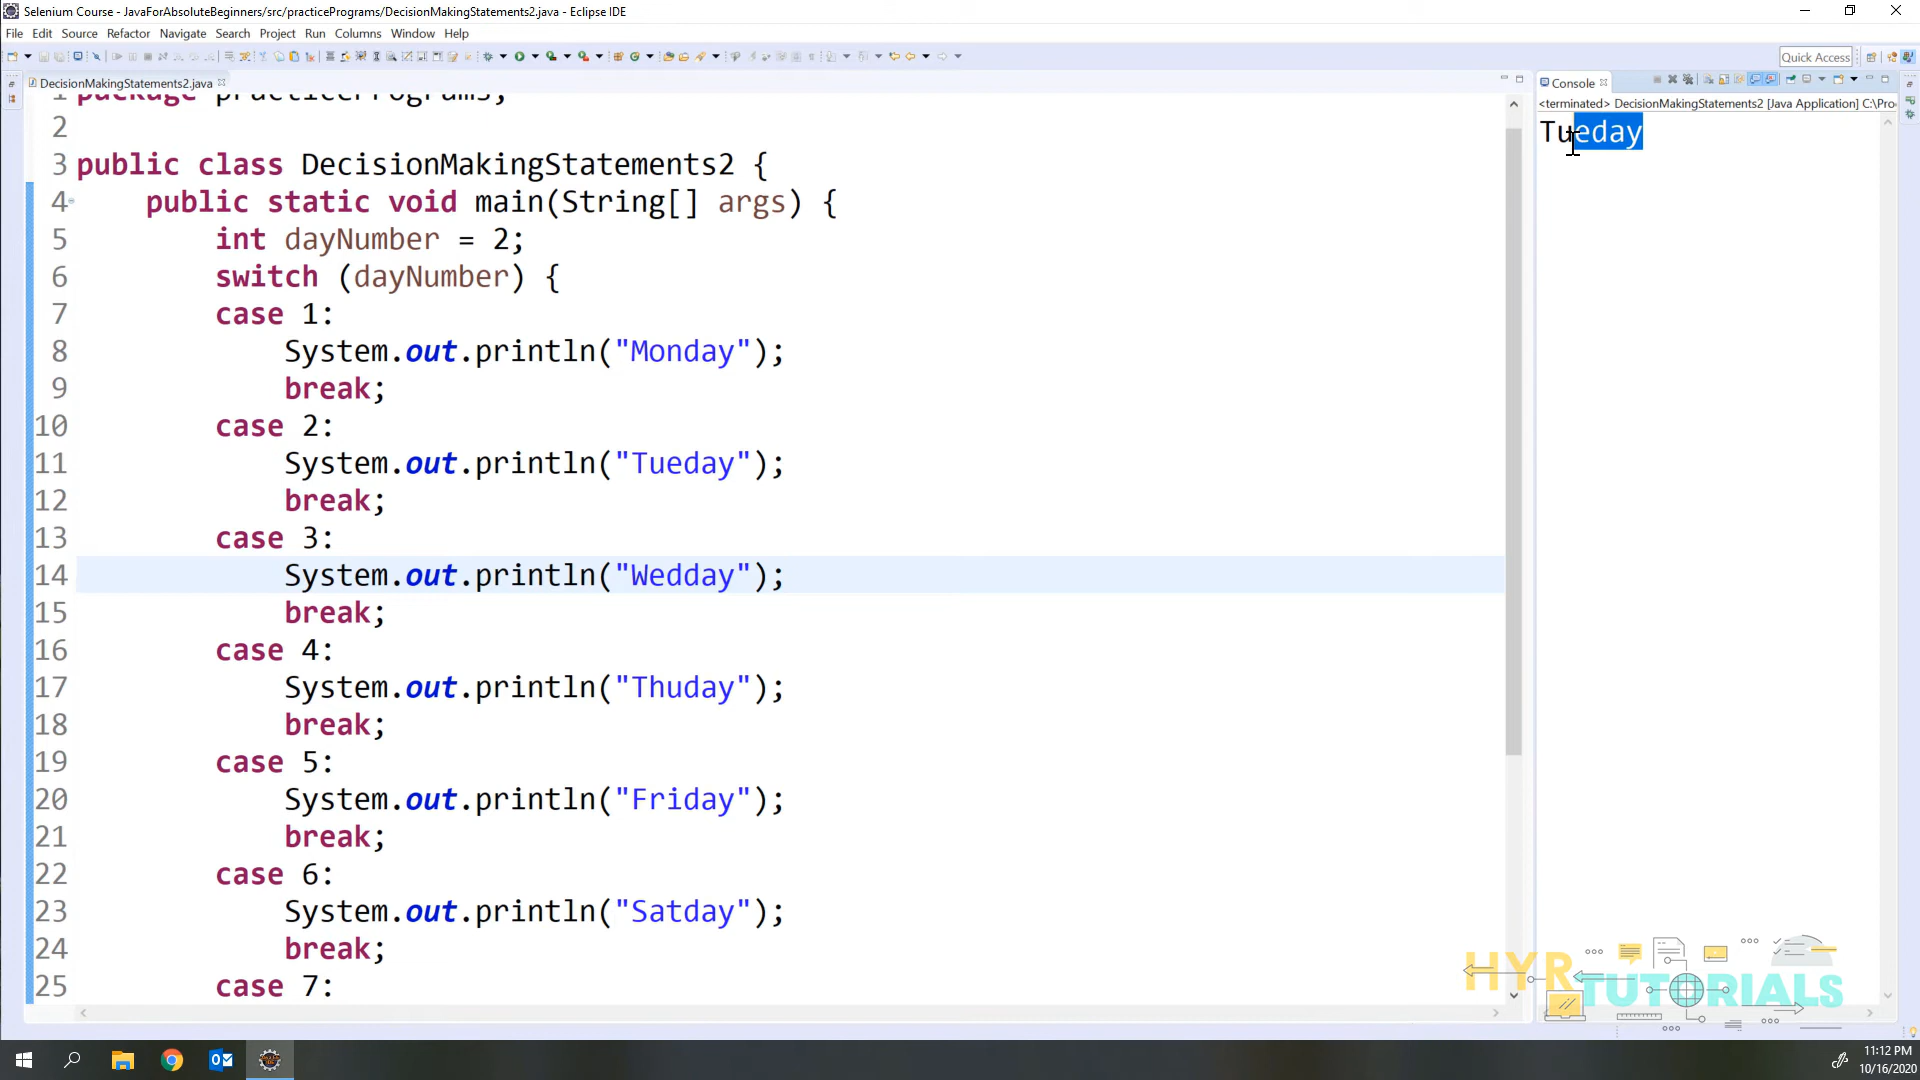 Selenium Course - JavaForAbsoluteBeginners/src/practicePrograms/DecisionMakingStatements2.java - Eclipse IDE
File Edit Source Refactor Navigate Search Project Run Window Columns Help
Quick Access
DecisionMakingStatements2.java
1 package practicePrograms;
2
3 public class DecisionMakingStatements2 {
4 public static void main(String[] args) {
5 int dayNumber = 2;
6 switch (dayNumber) {
7 case 1:
8 System.out.println("Monday");
9 break;
10 case 2:
11 System.out.println("Tueday");
12 break;
13 case 3:
14 System.out.println("Wedday");
15 break;
16 case 4:
17 System.out.println("Thuday");
18 break;
19 case 5:
20 System.out.println("Friday");
21 break;
22 case 6:
23 System.out.println("Satday");
24 break;
25 case 7:
Console
<terminated> DecisionMakingStatements2 [Java Application] C:\Pro
Tueday
HYR
TUTORIALS
11:12 PM
10/16/2020